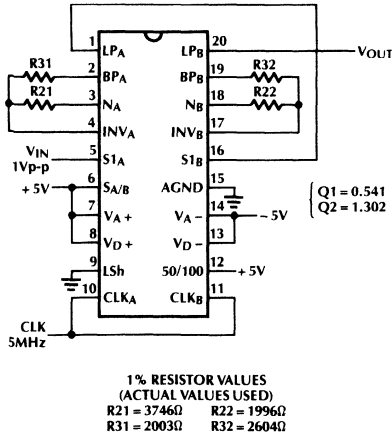 1 LPA LPB 20 VOUT
R31 2 BPA BPB 19 R32
R21 3 NA NB 18 R22
4 INVA INVB 17
VIN 1Vp-p 5 S1A S1B 16
+5V 6 SA/B AGND 15
7 VA+ VA− 14 −5V
8 VD+ VD− 13
9 LSh 50/100 12 +5V
10 CLKA CLKB 11
CLK
5MHz
Q1 = 0.541
Q2 = 1.302
1% RESISTOR VALUES
(ACTUAL VALUES USED)
R21 = 3746Ω R22 = 1996Ω
R31 = 2003Ω R32 = 2604Ω